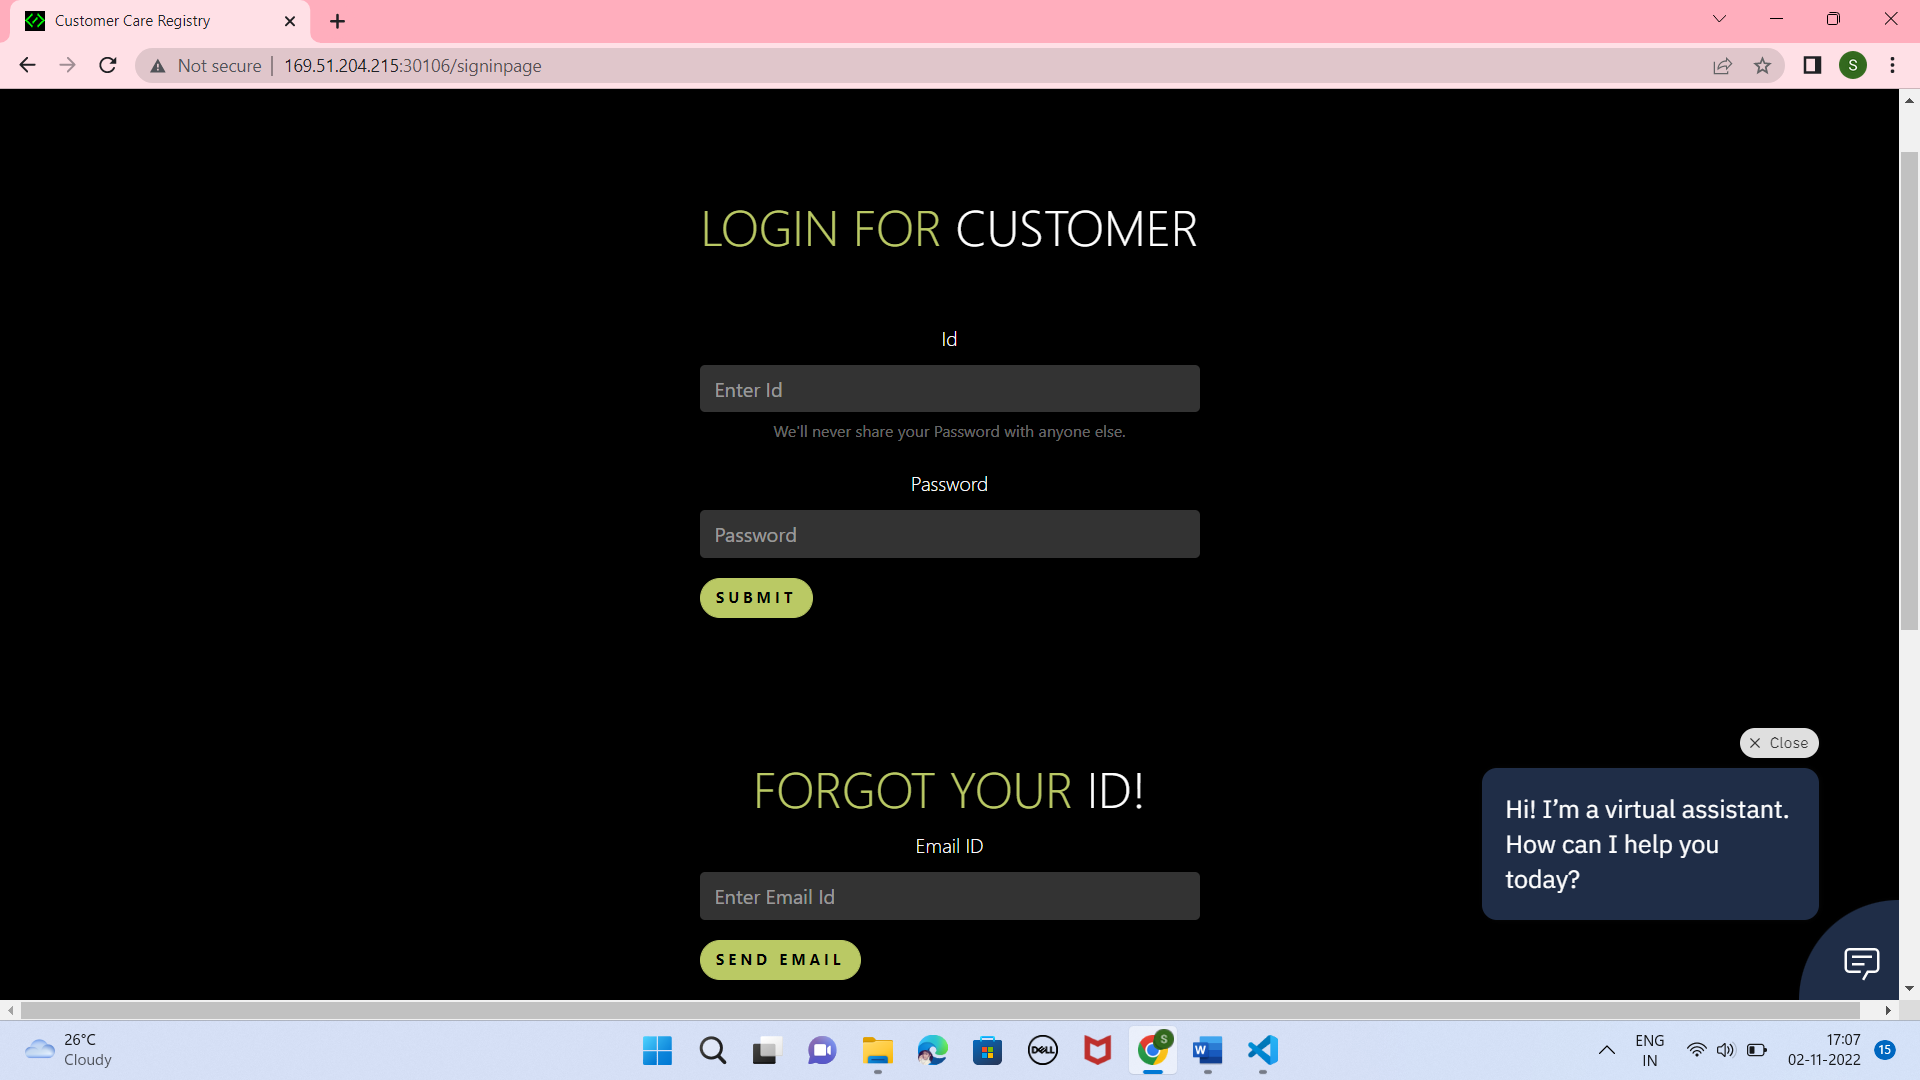 Customer Care Registry
Not secure
169.51.204.215:30106/signinpage
S
LOGIN FOR CUSTOMER
Id
Enter Id
We'll never share your Password with anyone else.
Password
Password
SUBMIT
FORGOT YOUR ID!
Email ID
Enter Email Id
SEND EMAIL
Close
Hi! I’m a virtual assistant.
How can I help you
today?
26°C
Cloudy
DELL
S
W
ENG
IN
17:07
02-11-2022
15